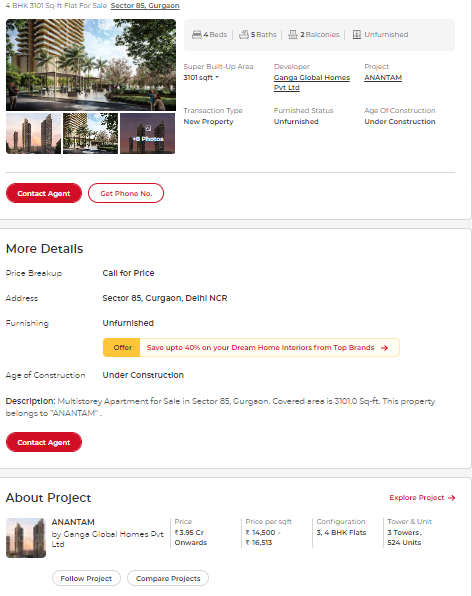 4 BHK 3101 Sq-ft Flat For Sale Sector 85, Gurgaon
4 Beds 5 Baths 2 Balconies Unfurnished
Super Built-Up Area Developer Project
3101 sqft Ganga Global Homes ANANTAM
Pvt Ltd
Transaction Type Furnished Status Age Of Construction
New Property Unfurnished Under Construction
+8 Photos
Contact Agent Get Phone No.
More Details
Price Breakup Call for Price
Address Sector 85, Gurgaon, Delhi NCR
Furnishing Unfurnished
Offer Save upto 40% on your Dream Home Interiors from Top Brands
Age of Construction Under Construction
Description: Multistorey Apartment for Sale in Sector 85, Gurgaon. Covered area is 3101.0 Sq-ft. This property
belongs to "ANANTAM" .
Contact Agent
About Project Explore Project
ANANTAM Price Price per sqft Configuration Tower & Unit
by Ganga Global Homes Pvt ₹3.95 Cr ₹ 14,500 - 3, 4 BHK Flats 3 Towers,
Ltd Onwards ₹ 16,513 524 Units
Follow Project Compare Projects